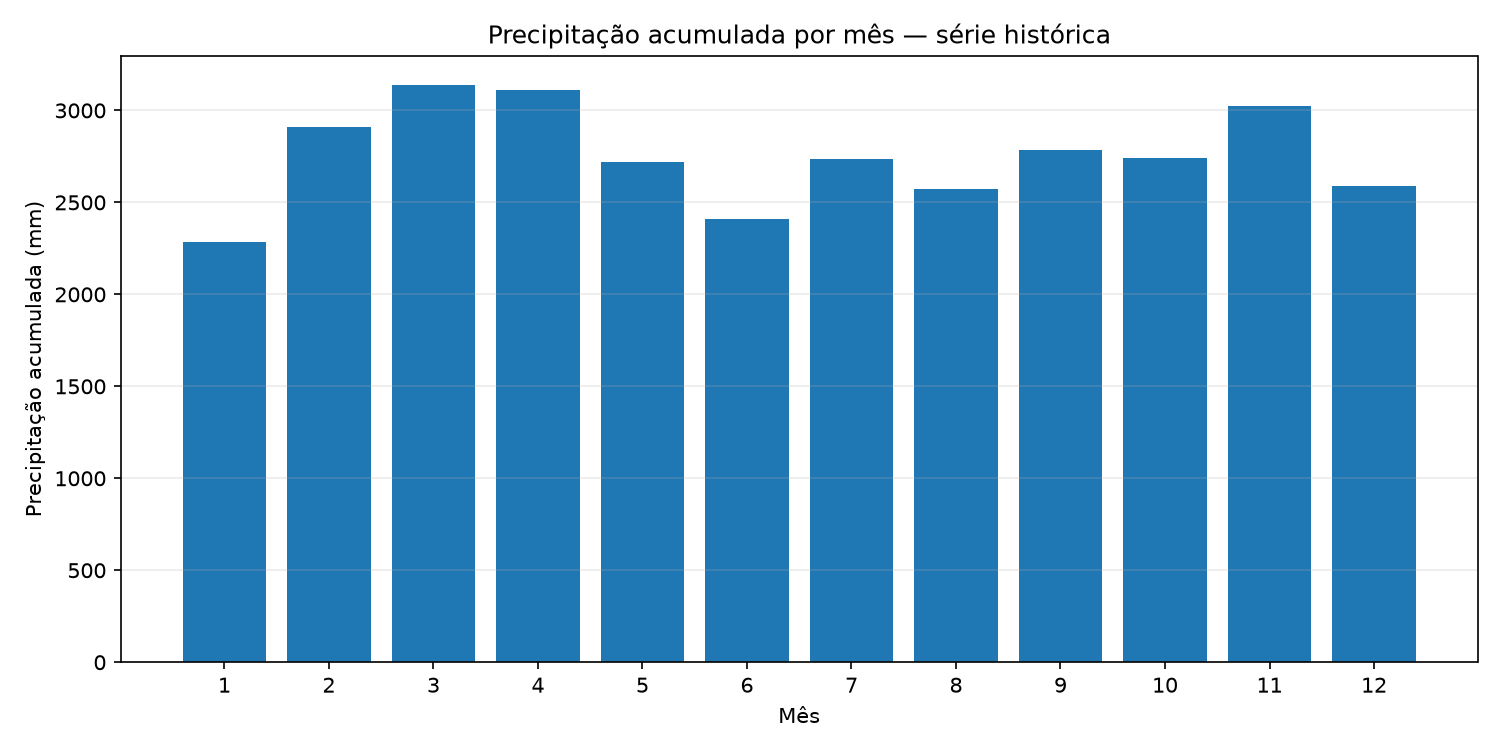 Precipitação acumulada por mês — série histórica
Precipitação acumulada (mm)
3000
2500
2000
1500
1000
500
0
1 2 3 4 5 6 7 8 9 10 11 12
Mês